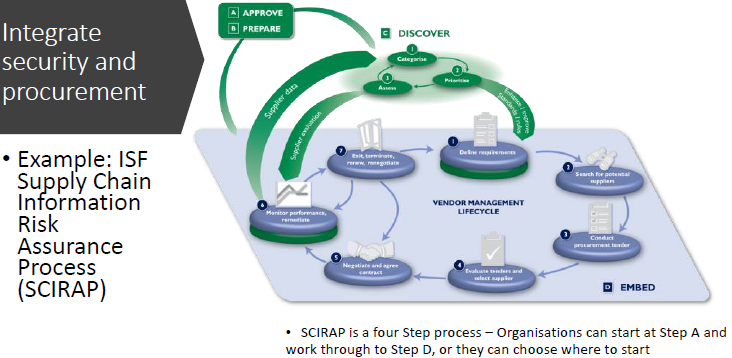 Integrate
security and
procurement
• Example: ISF
Supply Chain
Information
Risk
Assurance
Process
(SCIRAP)
A APPROVE
B PREPARE
C DISCOVER
1
Categorise
2
Prioritise
3
Assess
Supplier data
Supplier evaluation
Enhance / improve
Standards / rules
1
Define requirements
2
Search for potential
suppliers
3
Conduct
procurement tender
4
Evaluate tenders and
select supplier
5
Negotiate and agree
contract
6
Monitor performance,
remediate
7
Exit, terminate,
renew, renegotiate
VENDOR MANAGEMENT
LIFECYCLE
D EMBED
• SCIRAP is a four Step process – Organisations can start at Step A and
work through to Step D, or they can choose where to start